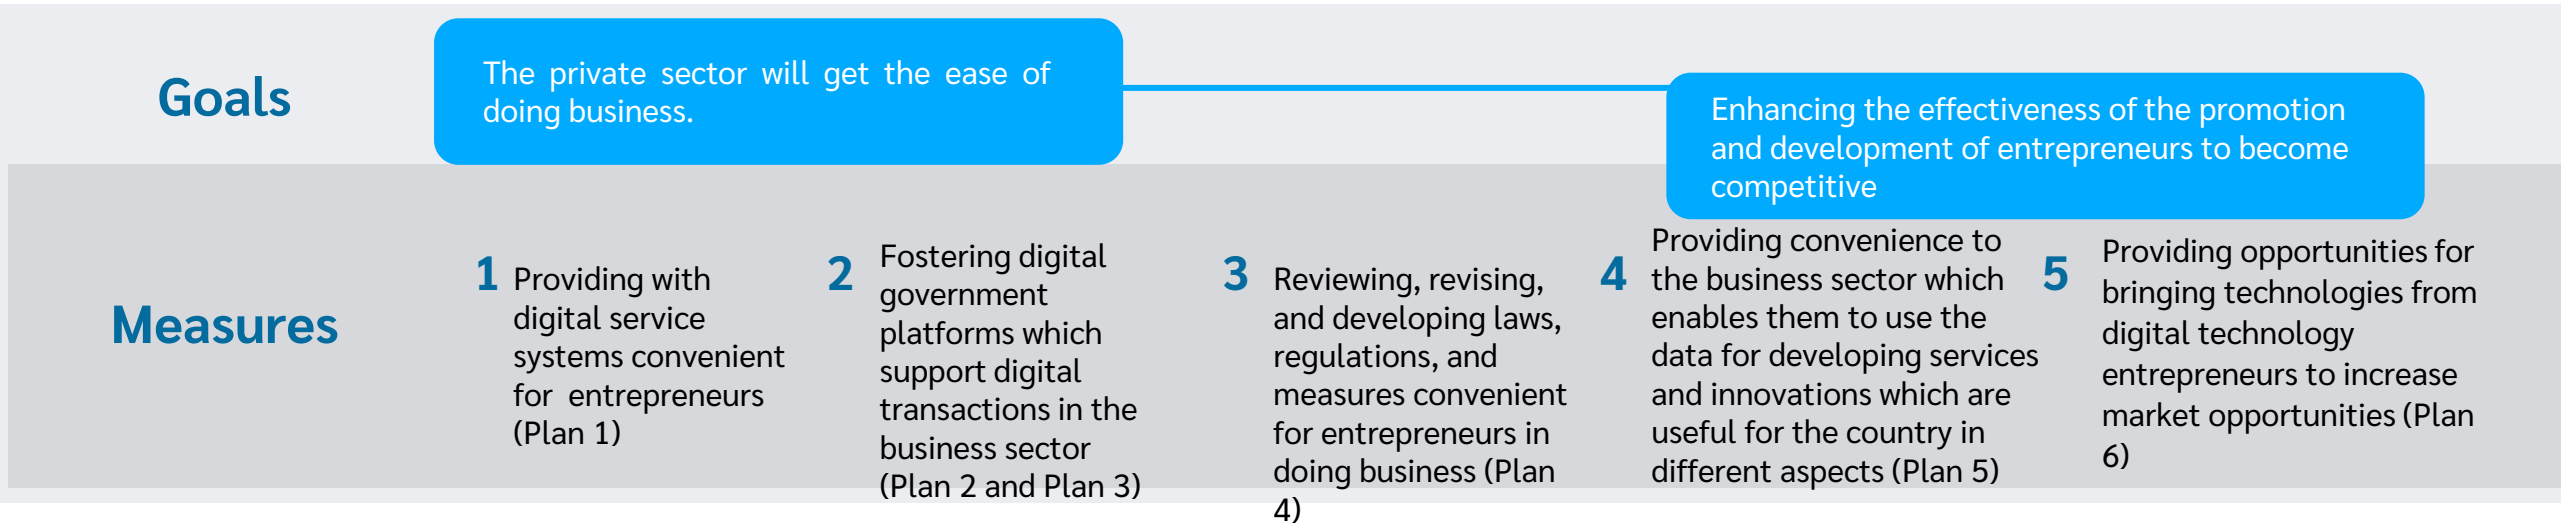 Goals
The private sector will get the ease of
doing business.
Enhancing the effectiveness of the promotion
and development of entrepreneurs to become
competitive
Measures
1
Providing with
digital service
systems convenient
for entrepreneurs
(Plan 1)
2
Fostering digital
government
platforms which
support digital
transactions in the
business sector
(Plan 2 and Plan 3)
3
Reviewing, revising,
and developing laws,
regulations, and
measures convenient
for entrepreneurs in
doing business (Plan
4)
4
Providing convenience to
the business sector which
enables them to use the
data for developing services
and innovations which are
useful for the country in
different aspects (Plan 5)
5
Providing opportunities for
bringing technologies from
digital technology
entrepreneurs to increase
market opportunities (Plan
6)